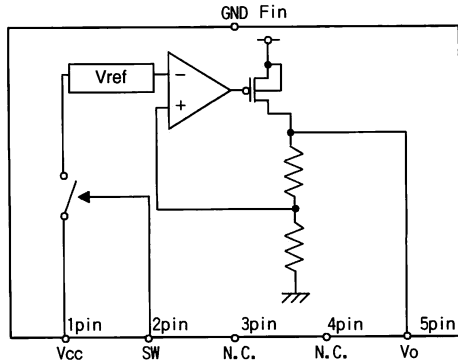 GND Fin
Vref
−
+
1pin 2pin 3pin 4pin 5pin
Vcc SW N.C. N.C. Vo